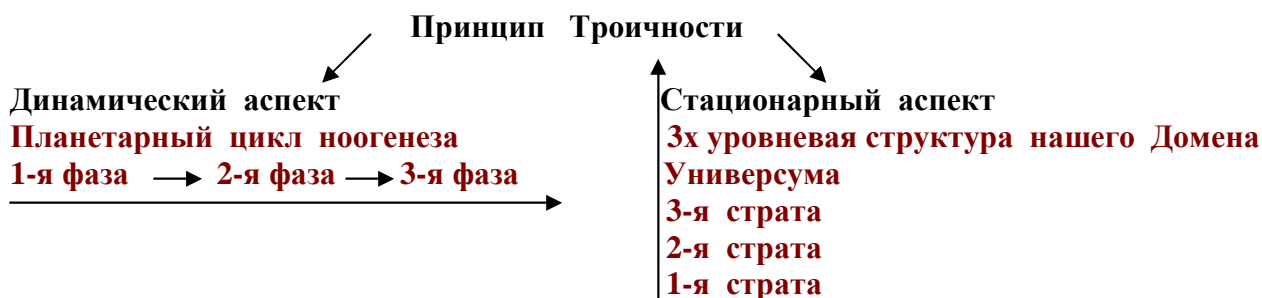 Принцип Троичности
Динамический аспект
Планетарный цикл ноогенеза
1-я фаза 2-я фаза 3-я фаза
Стационарный аспект
3х уровневая структура нашего Домена
Универсума
3-я страта
2-я страта
1-я страта